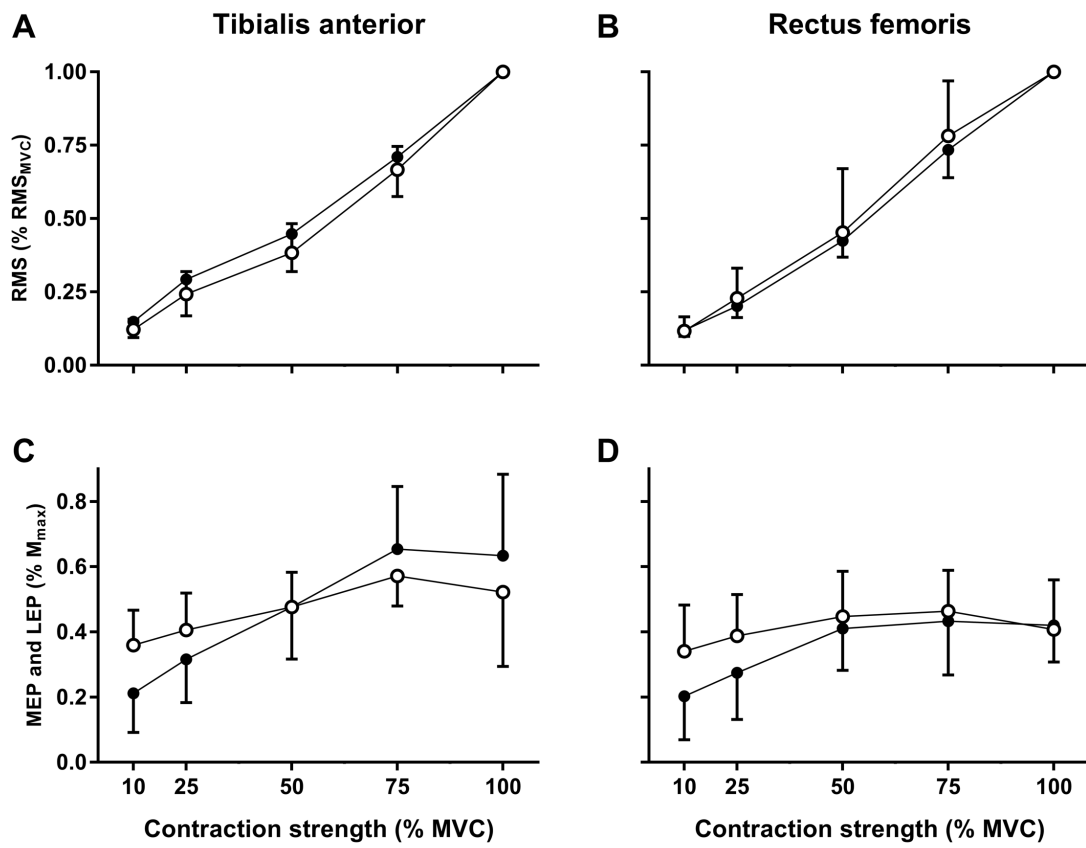 A Tibialis anterior
B Rectus femoris
RMS (% RMSMVC)
1.00
0.75
0.50
0.25
0.00
C
D
MEP and LEP (% Mmax)
0.8
0.6
0.4
0.2
0.0
10 25 50 75 100
10 25 50 75 100
Contraction strength (% MVC)
Contraction strength (% MVC)